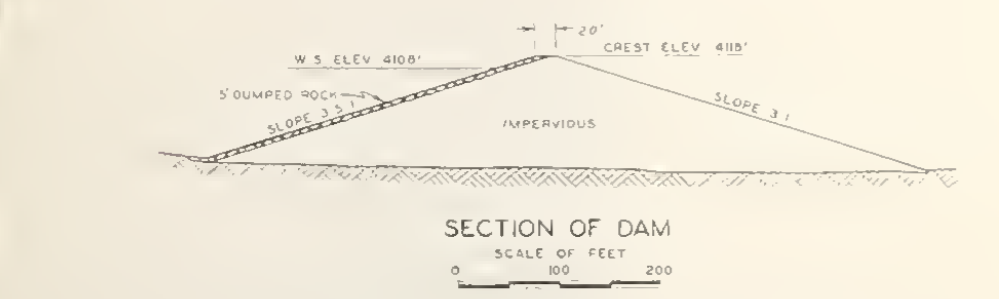 20'
CREST ELEV 4118'
W.S. ELEV 4108'
5' DUMPED ROCK
SLOPE 3.5:1
SLOPE 3:1
IMPERVIOUS
SECTION OF DAM
SCALE OF FEET
0 100 200